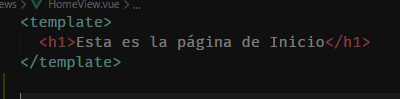 ews > HomeView.vue > ...
<template>
<h1>Esta es la página de Inicio</h1>
</template>